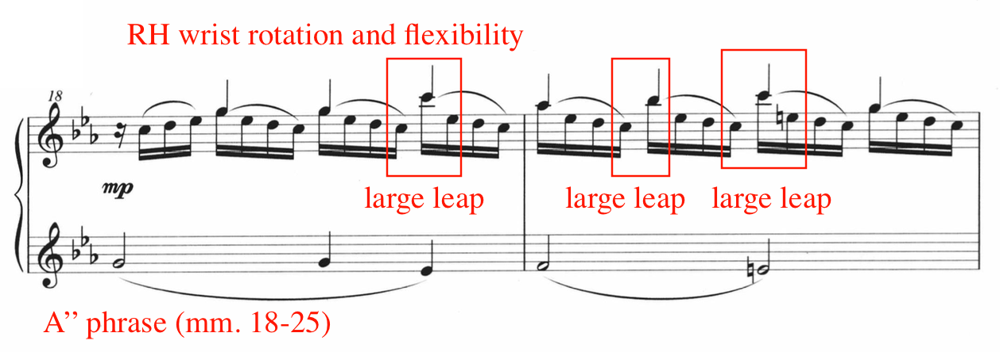 RH wrist rotation and flexibility
18
mp
large leap
large leap
large leap
A” phrase (mm. 18-25)